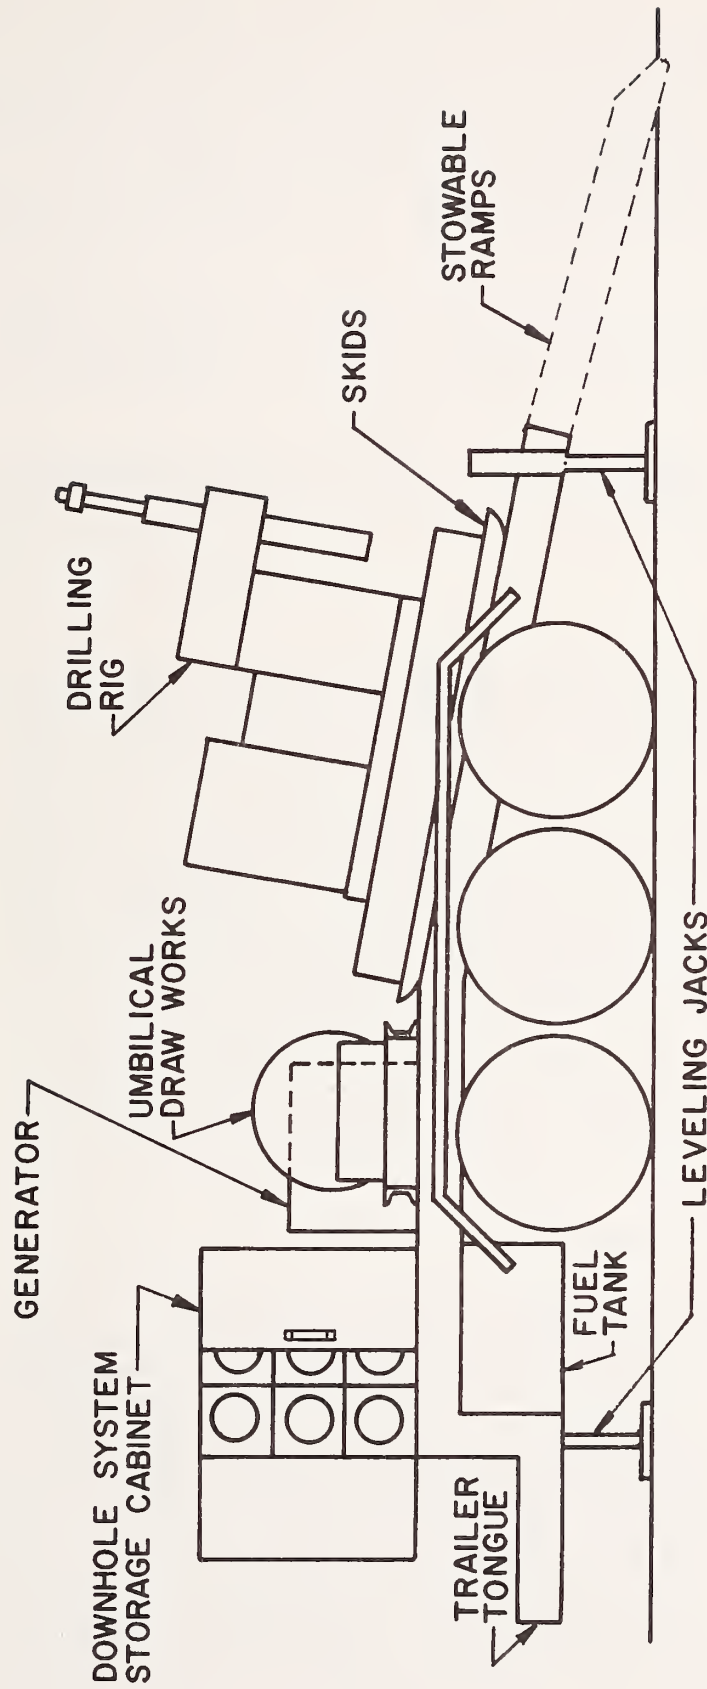 DOWNHOLE SYSTEM
STORAGE CABINET
GENERATOR
UMBILICAL
DRAW WORKS
DRILLING
RIG
SKIDS
STOWABLE
RAMPS
TRAILER
TONGUE
FUEL
TANK
LEVELING JACKS